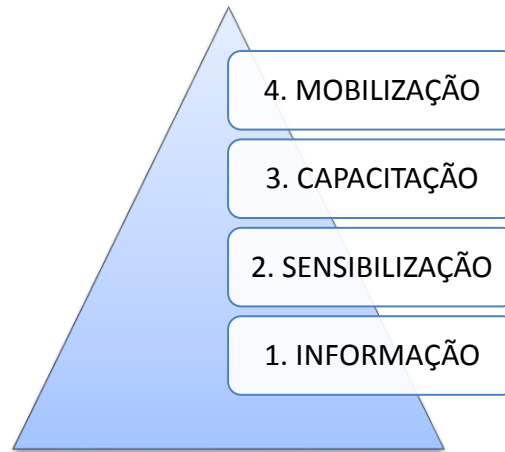 4. MOBILIZAÇÃO
3. CAPACITAÇÃO
2. SENSIBILIZAÇÃO
1. INFORMAÇÃO